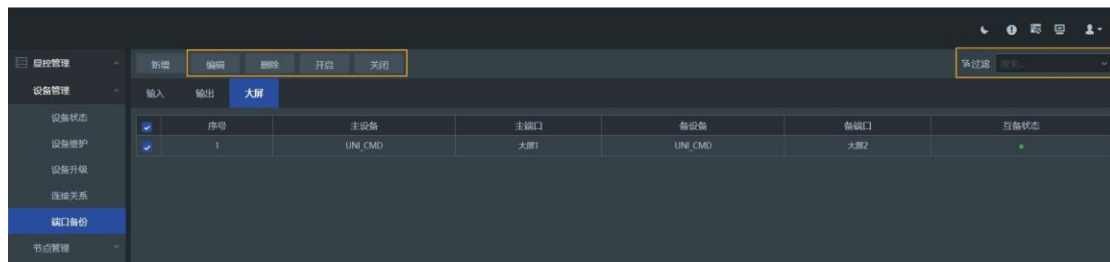 显控管理
设备管理
设备状态
设备维护
设备升级
连接关系
端口备份
节点管理
新增 编辑 删除 开启 关闭
过滤 搜索...
输入 输出 大屏
序号 主设备 主端口 备设备 备端口 互备状态
1 UNI_CMD 大屏1 UNI_CMD 大屏2